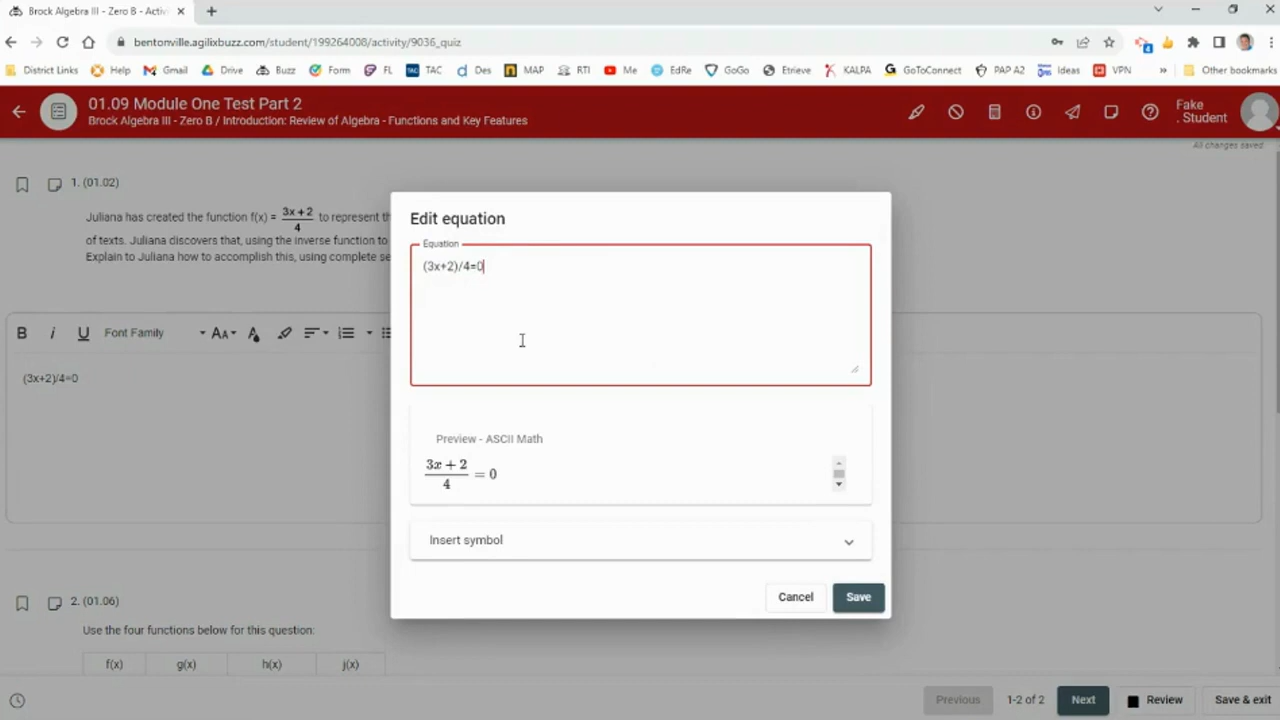 Brock Algebra III - Zero B - Activi
bentonville.agilixbuzz.com/student/199264008/activity/9036_quiz
District Links Help Gmail Drive Buzz Form FL TAC Des MAP RTI Me EdRe GoGo Etrieve KALPA GoToConnect PAP A2 Ideas VPN » Other bookmarks
01.09 Module One Test Part 2
Brock Algebra III - Zero B / Introduction: Review of Algebra - Functions and Key Features
Fake
. Student
All changes saved
1. (01.02)
Juliana has created the function f(x) = (3x+2)/4 to represent th
of texts. Juliana discovers that, using the inverse function to
Explain to Juliana how to accomplish this, using complete se
B i U Font Family AA A
(3x+2)/4=0
Edit equation
Equation
(3x+2)/4=0
Preview - ASCII Math
3x + 2
4
= 0
Insert symbol
Cancel Save
2. (01.06)
Use the four functions below for this question:
f(x) g(x) h(x) j(x)
Previous 1-2 of 2 Next Review Save & exit